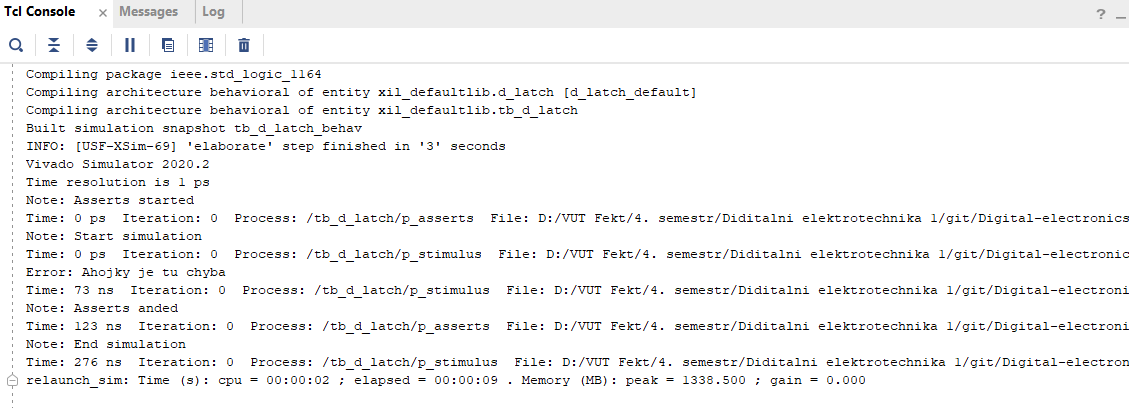 Tcl Console × Messages Log ? _
Compiling package ieee.std_logic_1164
Compiling architecture behavioral of entity xil_defaultlib.d_latch [d_latch_default]
Compiling architecture behavioral of entity xil_defaultlib.tb_d_latch
Built simulation snapshot tb_d_latch_behav
INFO: [USF-XSim-69] 'elaborate' step finished in '3' seconds
Vivado Simulator 2020.2
Time resolution is 1 ps
Note: Asserts started
Time: 0 ps  Iteration: 0  Process: /tb_d_latch/p_asserts  File: D:/VUT Fekt/4. semestr/Diditalni elektrotechnika 1/git/Digital-electronics
Note: Start simulation
Time: 0 ps  Iteration: 0  Process: /tb_d_latch/p_stimulus  File: D:/VUT Fekt/4. semestr/Diditalni elektrotechnika 1/git/Digital-electronic
Error: Ahojky je tu chyba
Time: 73 ns  Iteration: 0  Process: /tb_d_latch/p_stimulus  File: D:/VUT Fekt/4. semestr/Diditalni elektrotechnika 1/git/Digital-electroni
Note: Asserts anded
Time: 123 ns  Iteration: 0  Process: /tb_d_latch/p_asserts  File: D:/VUT Fekt/4. semestr/Diditalni elektrotechnika 1/git/Digital-electroni
Note: End simulation
Time: 276 ns  Iteration: 0  Process: /tb_d_latch/p_stimulus  File: D:/VUT Fekt/4. semestr/Diditalni elektrotechnika 1/git/Digital-electron
relaunch_sim: Time (s): cpu = 00:00:02 ; elapsed = 00:00:09 . Memory (MB): peak = 1338.500 ; gain = 0.000